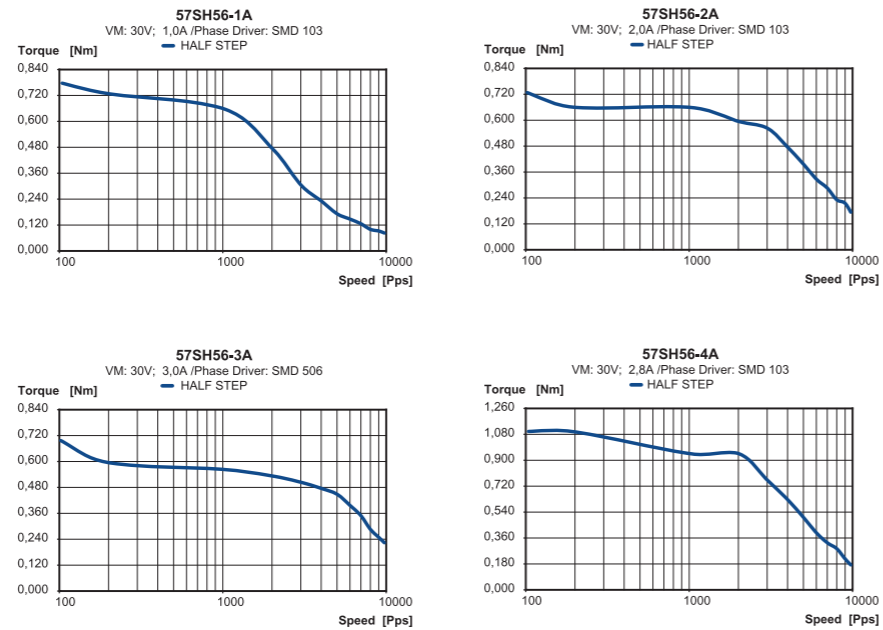 57SH56-1A
VM: 30V; 1,0A /Phase Driver: SMD 103
HALF STEP
Torque [Nm]
0,840
0,720
0,600
0,480
0,360
0,240
0,120
0,000
100 1000 10000
Speed [Pps]
57SH56-2A
VM: 30V; 2,0A /Phase Driver: SMD 103
HALF STEP
Torque [Nm]
0,840
0,720
0,600
0,480
0,360
0,240
0,120
0,000
100 1000 10000
Speed [Pps]
57SH56-3A
VM: 30V; 3,0A /Phase Driver: SMD 506
HALF STEP
Torque [Nm]
0,840
0,720
0,600
0,480
0,360
0,240
0,120
0,000
100 1000 10000
Speed [Pps]
57SH56-4A
VM: 30V; 2,8A /Phase Driver: SMD 103
HALF STEP
Torque [Nm]
1,260
1,080
0,900
0,720
0,540
0,360
0,180
0,000
100 1000 10000
Speed [Pps]